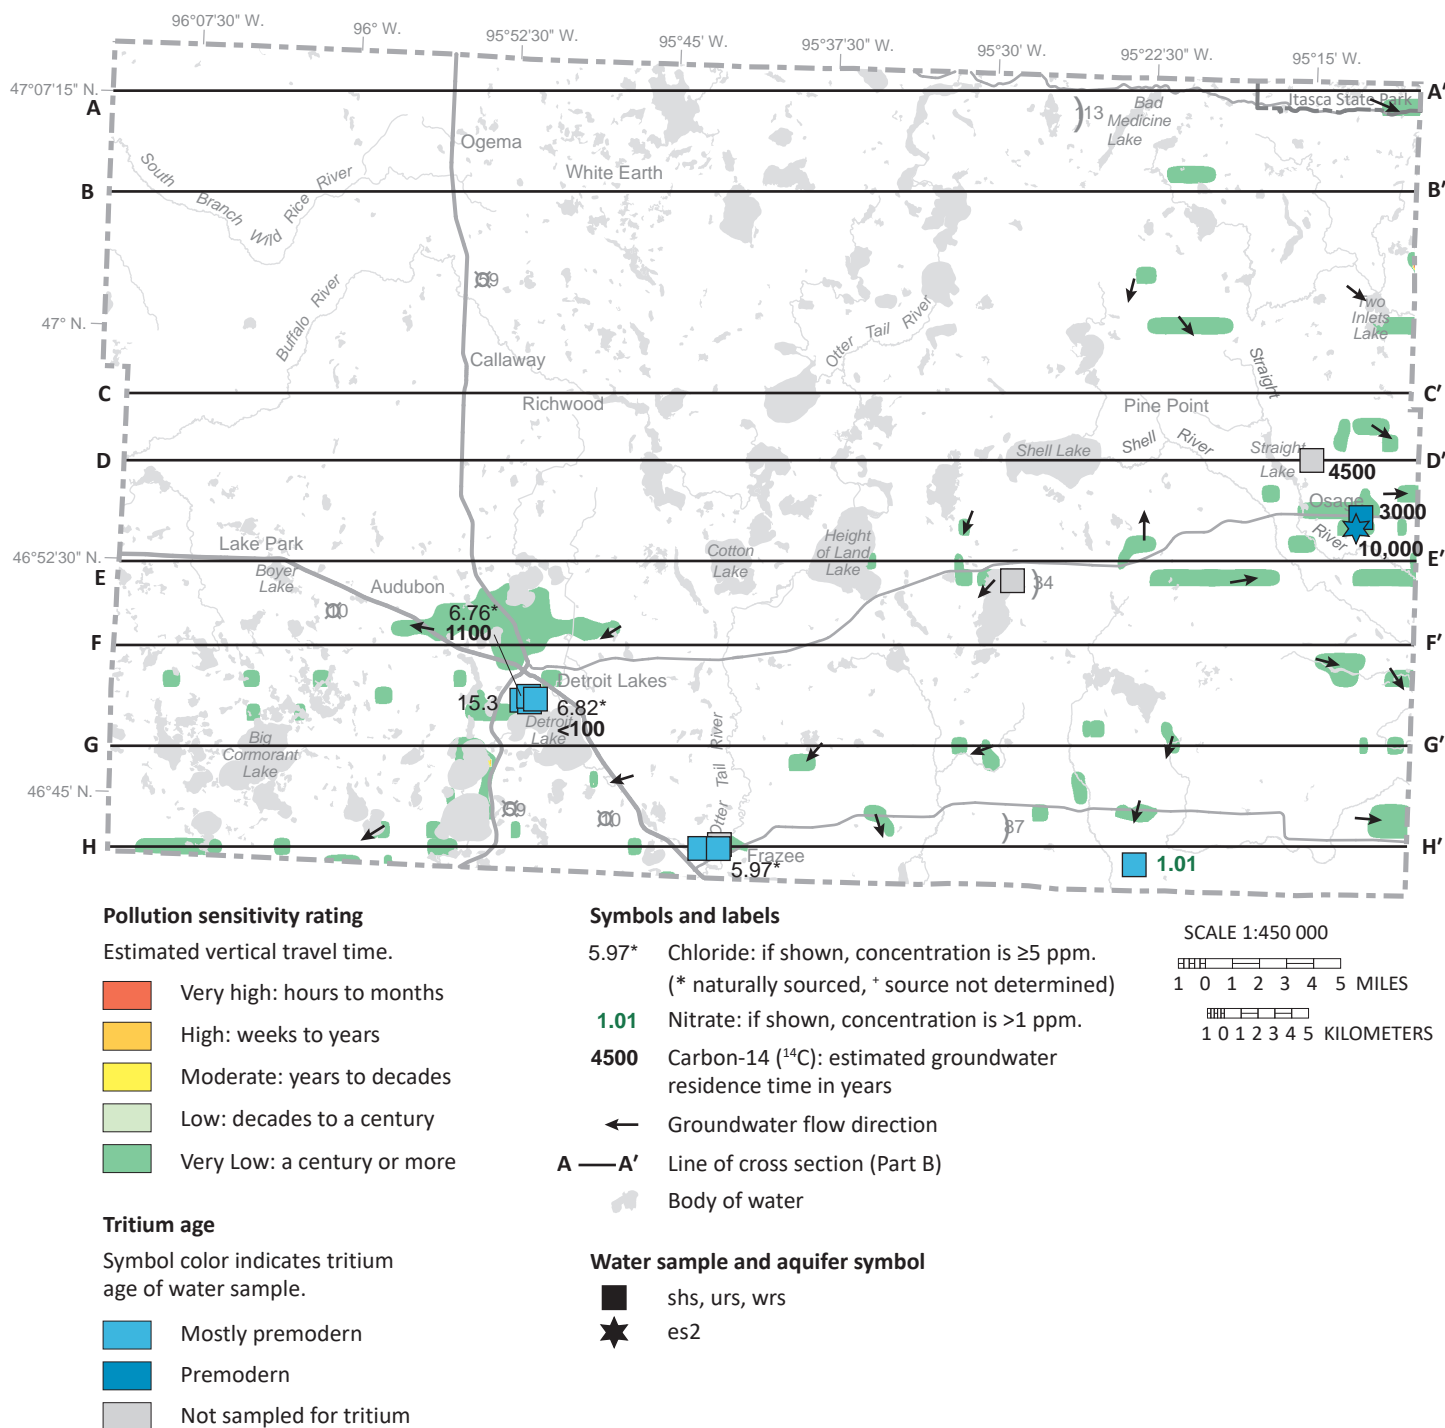 96°07'30" W.
96° W.
95°52'30" W.
95°45' W.
95°37'30" W.
95°30' W.
95°22'30" W.
95°15' W.
47°07'15" N.
A
A'
Itasca State Park
13
Bad
Medicine
Lake
Ogema
White Earth
South Branch Wild Rice River
B
B'
59
Buffalo River
Otter Tail River
Two
Inlets
Lake
47° N.
Callaway
Straight
C
C'
Richwood
Pine Point
Shell River
Shell Lake
Straight
Lake
D
D'
4500
Osage
3000
River
10,000
46°52'30" N.
Lake Park
Boyer
Lake
Cotton
Lake
Height
of Land
Lake
E
E'
Audubon
34
10
6.76*
1100
F
F'
Detroit Lakes
15.3
6.82*
<100
Detroit
Lake
Otter Tail River
G
G'
Big
Cormorant
Lake
46°45' N.
59
10
87
H
H'
Frazee
5.97*
1.01
Pollution sensitivity rating
Estimated vertical travel time.
Very high: hours to months
High: weeks to years
Moderate: years to decades
Low: decades to a century
Very Low: a century or more
Tritium age
Symbol color indicates tritium
age of water sample.
Mostly premodern
Premodern
Not sampled for tritium
Symbols and labels
5.97* Chloride: if shown, concentration is ≥5 ppm.
(* naturally sourced, + source not determined)
1.01 Nitrate: if shown, concentration is >1 ppm.
4500 Carbon-14 (14C): estimated groundwater
residence time in years
Groundwater flow direction
A A' Line of cross section (Part B)
Body of water
Water sample and aquifer symbol
shs, urs, wrs
es2
SCALE 1:450 000
1 0 1 2 3 4 5 MILES
1 0 1 2 3 4 5 KILOMETERS